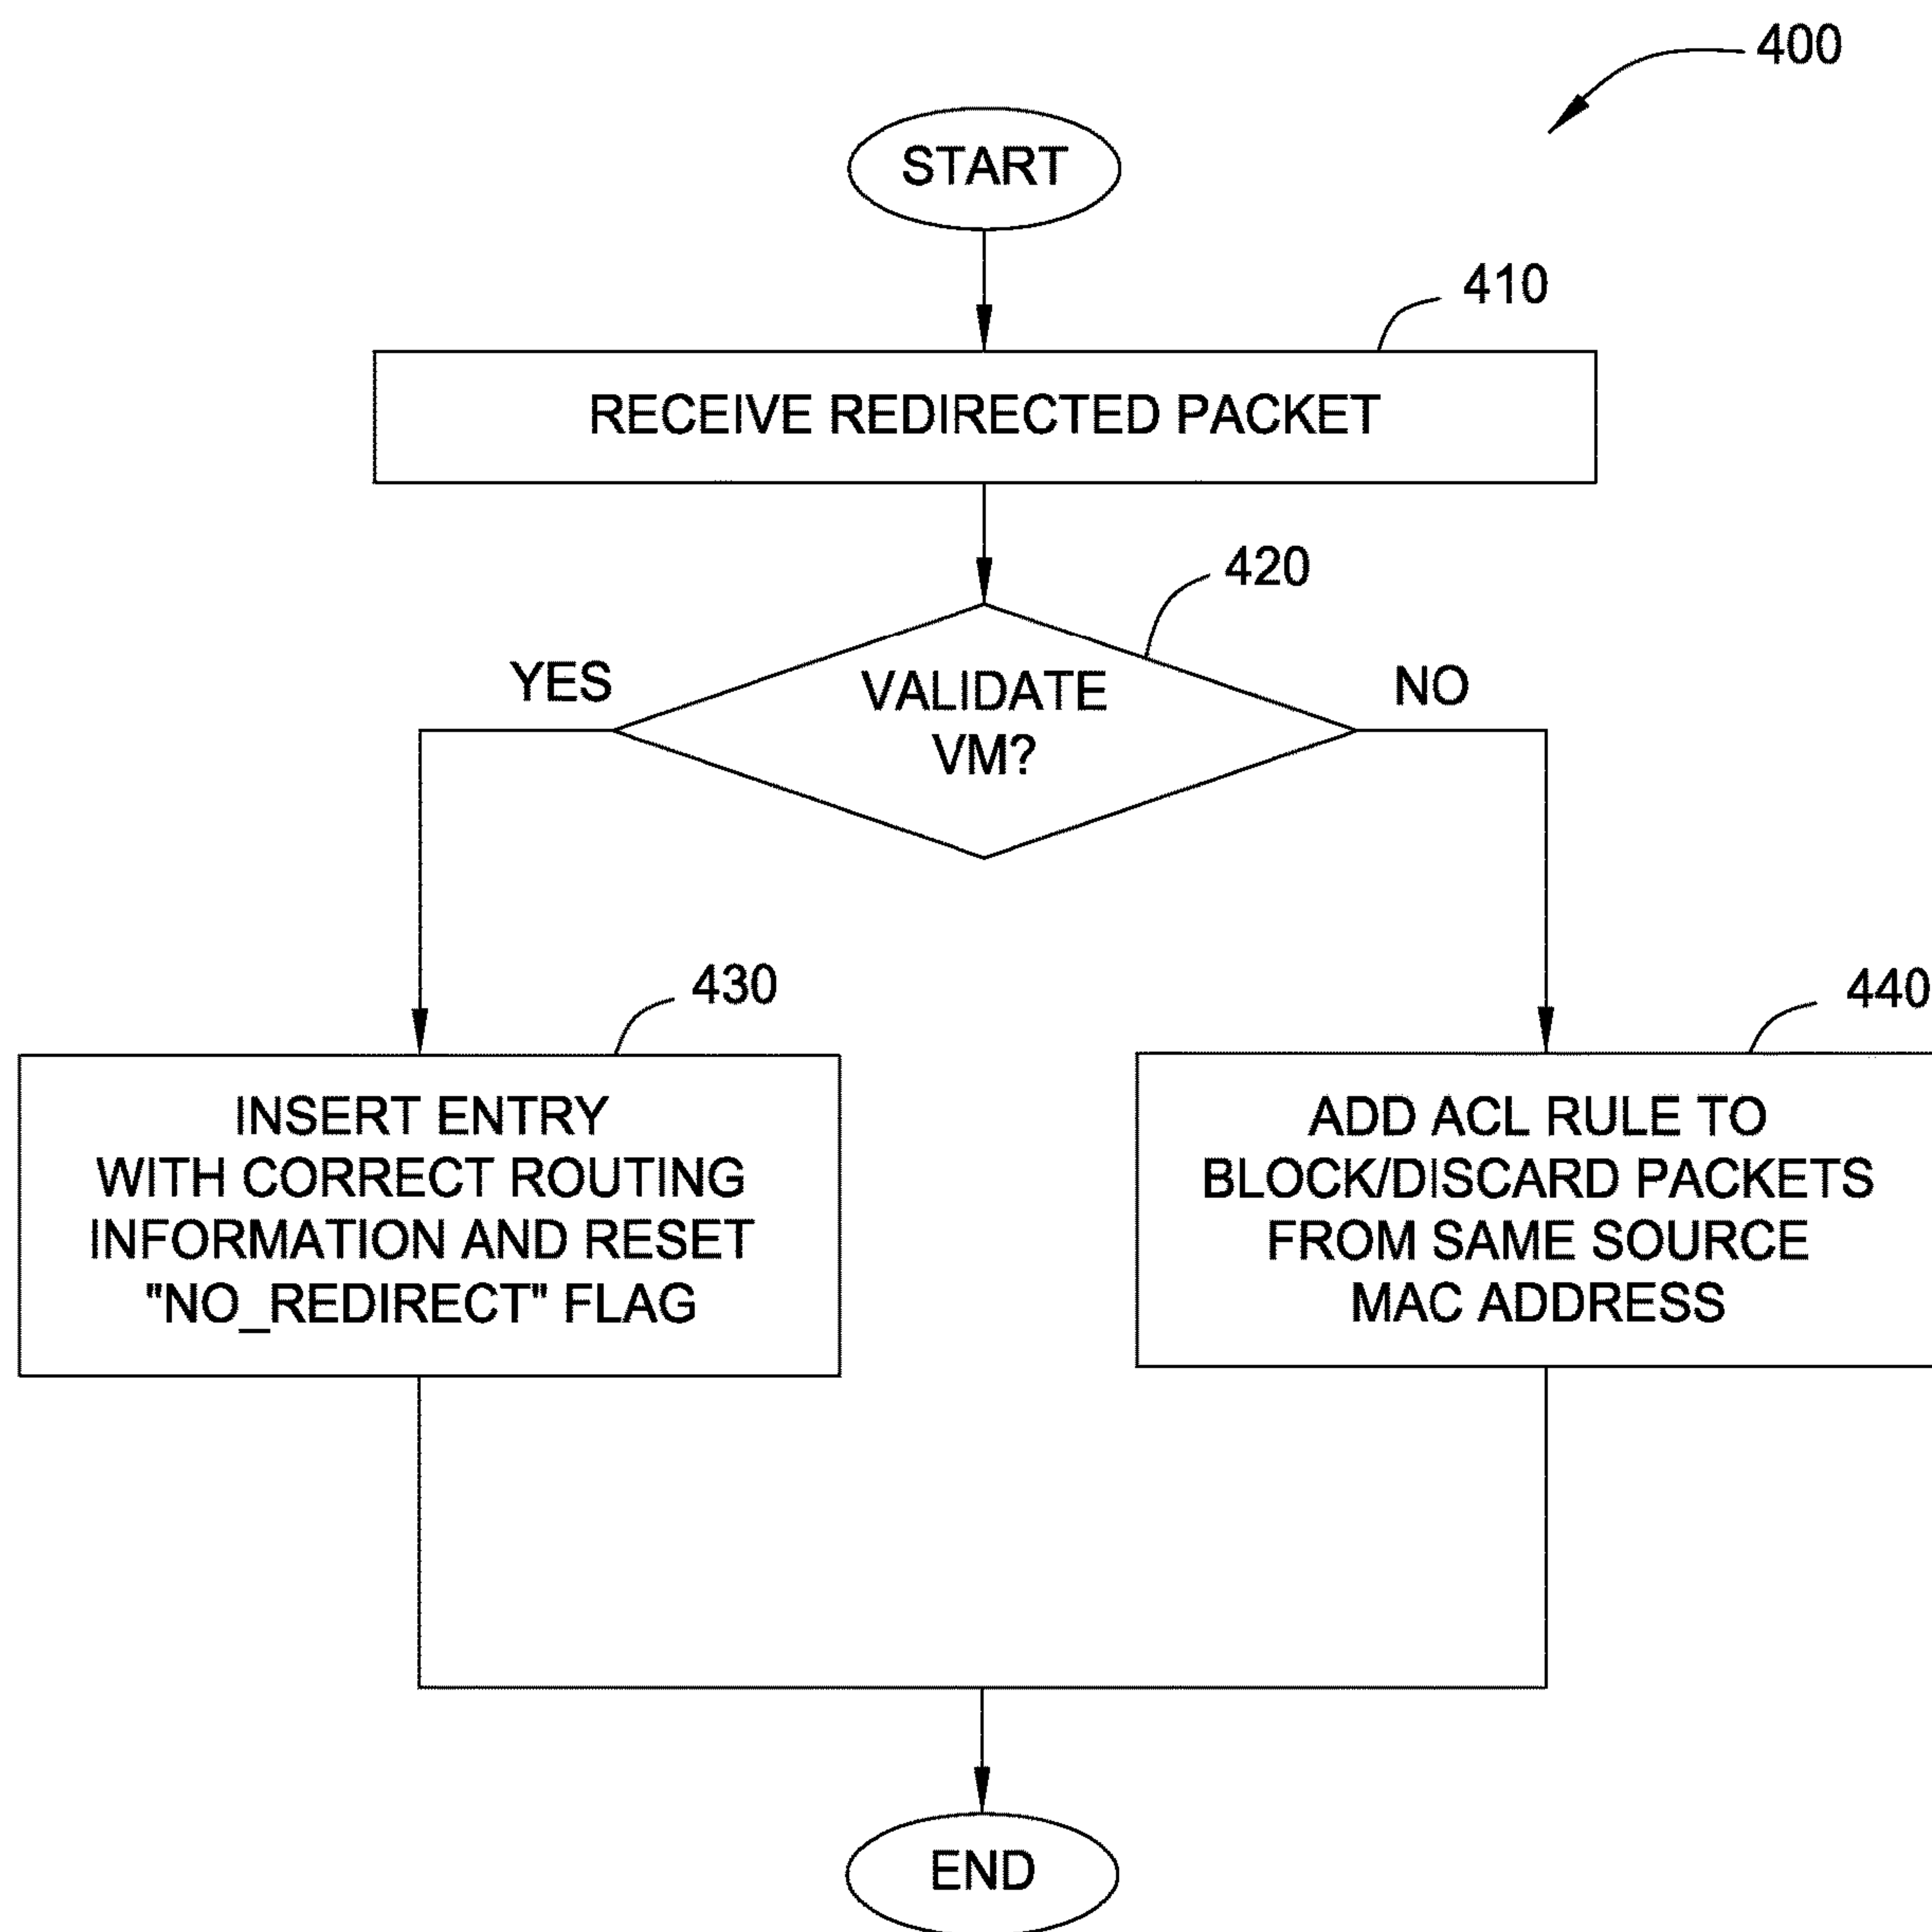 400
START
410
RECEIVE REDIRECTED PACKET
420
YES
VALIDATE
VM?
NO
430
440
INSERT ENTRY
WITH CORRECT ROUTING
INFORMATION AND RESET
"NO_REDIRECT" FLAG
ADD ACL RULE TO
BLOCK/DISCARD PACKETS
FROM SAME SOURCE
MAC ADDRESS
END